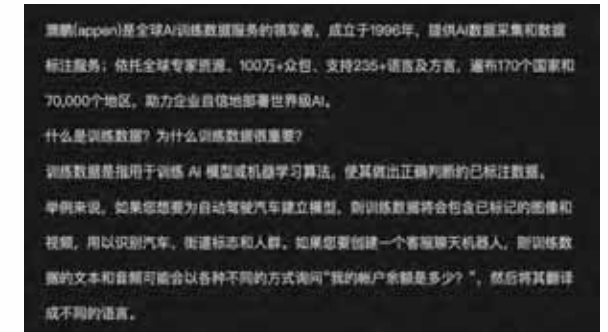 澳鹏(appen)是全球AI训练数据服务的领军者，成立于1996年，提供AI数据采集和数据
标注服务；依托全球专家资源、100万+众包、支持235+语言及方言，遍布170个国家和
70,000个地区，助力企业自信地部署世界级AI。
什么是训练数据？为什么训练数据很重要？
训练数据是指用于训练 AI 模型或机器学习算法，使其做出正确判断的已标注数据。
举例来说，如果您想要为自动驾驶汽车建立模型，则训练数据将会包含已标记的图像和
视频，用以识别汽车、街道标志和人群。如果您要创建一个客服聊天机器人，则训练数
据的文本和音频可能会以各种不同的方式询问“我的帐户余额是多少？”，然后将其翻译
成不同的语言。